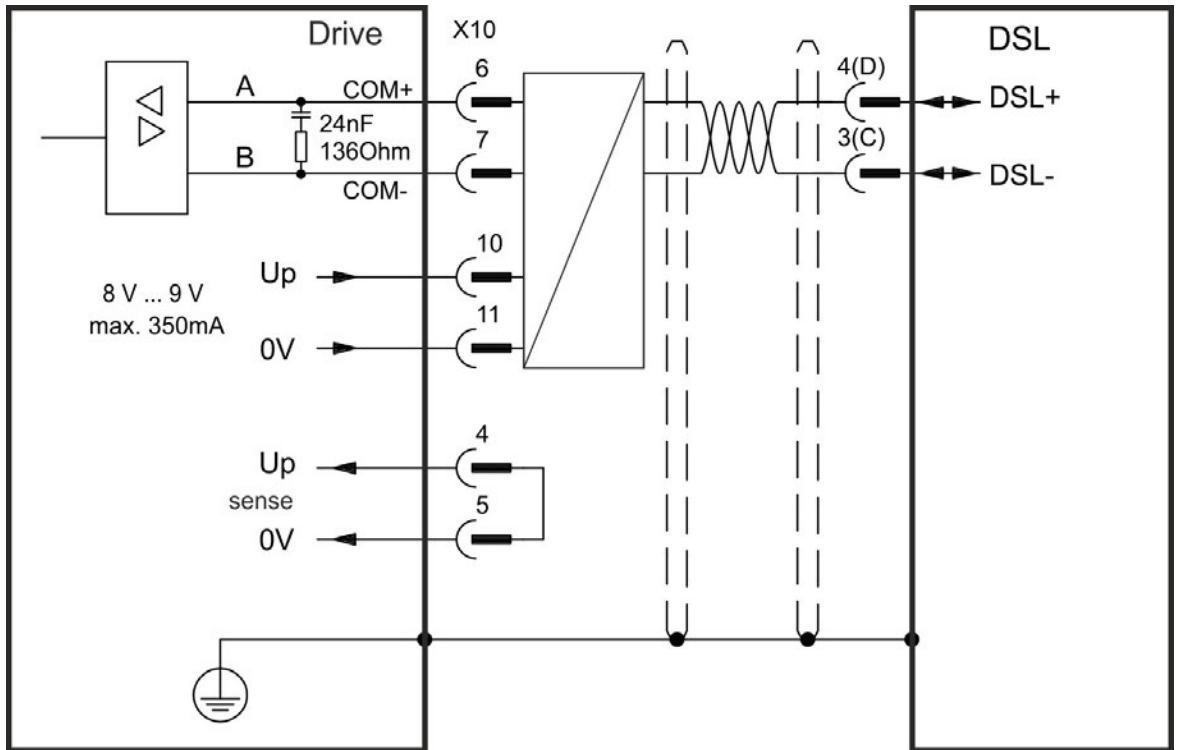 Drive
X10
DSL
6
4(D)
A
COM+
DSL+
24nF
136Ohm
7
3(C)
B
COM-
DSL-
10
Up
8 V ... 9 V
max. 350mA
11
0V
4
Up
sense
5
0V